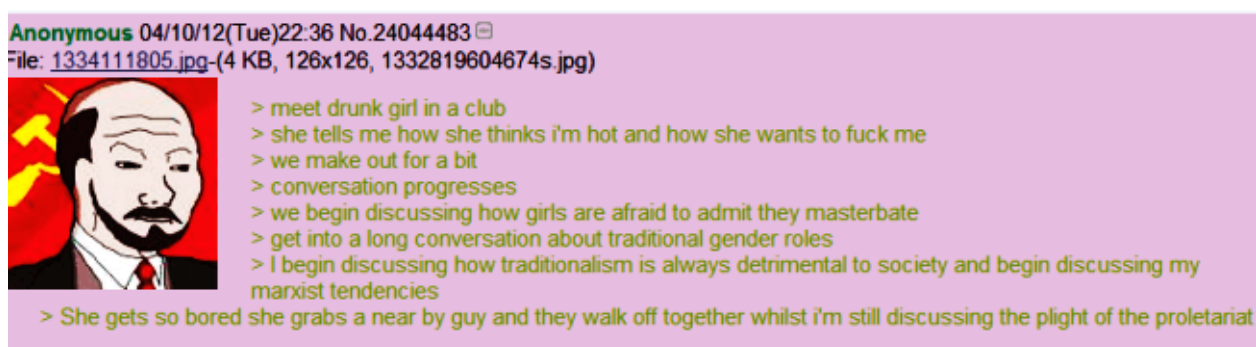 Anonymous 04/10/12(Tue)22:36 No.24044483
File: 1334111805.jpg-(4 KB, 126x126, 1332819604674s.jpg)
> meet drunk girl in a club
> she tells me how she thinks i'm hot and how she wants to fuck me
> we make out for a bit
> conversation progresses
> we begin discussing how girls are afraid to admit they masterbate
> get into a long conversation about traditional gender roles
> I begin discussing how traditionalism is always detrimental to society and begin discussing my
marxist tendencies
> She gets so bored she grabs a near by guy and they walk off together whilst i'm still discussing the plight of the proletariat